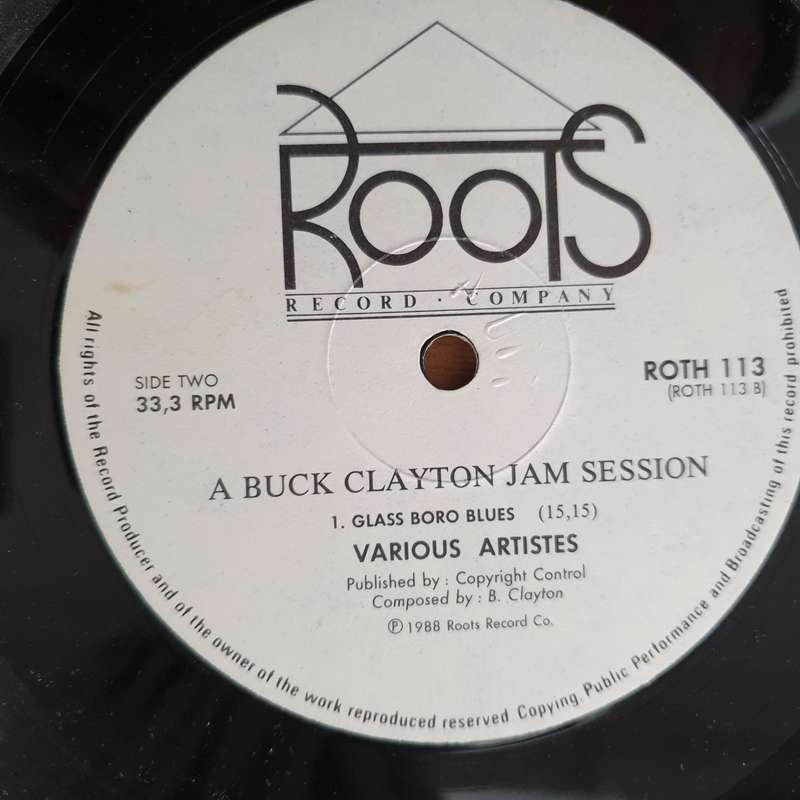 ROOTS
RECORD · COMPANY
SIDE TWO
33,3 RPM
ROTH 113
(ROTH 113 B)
A BUCK CLAYTON JAM SESSION
1. GLASS BORO BLUES (15,15)
VARIOUS ARTISTES
Published by : Copyright Control
Composed by : B. Clayton
℗ 1988 Roots Record Co.
All rights of the Record Producer and of the owner of the work reproduced reserved Copying, Public Performance and Broadcasting of this record prohibited